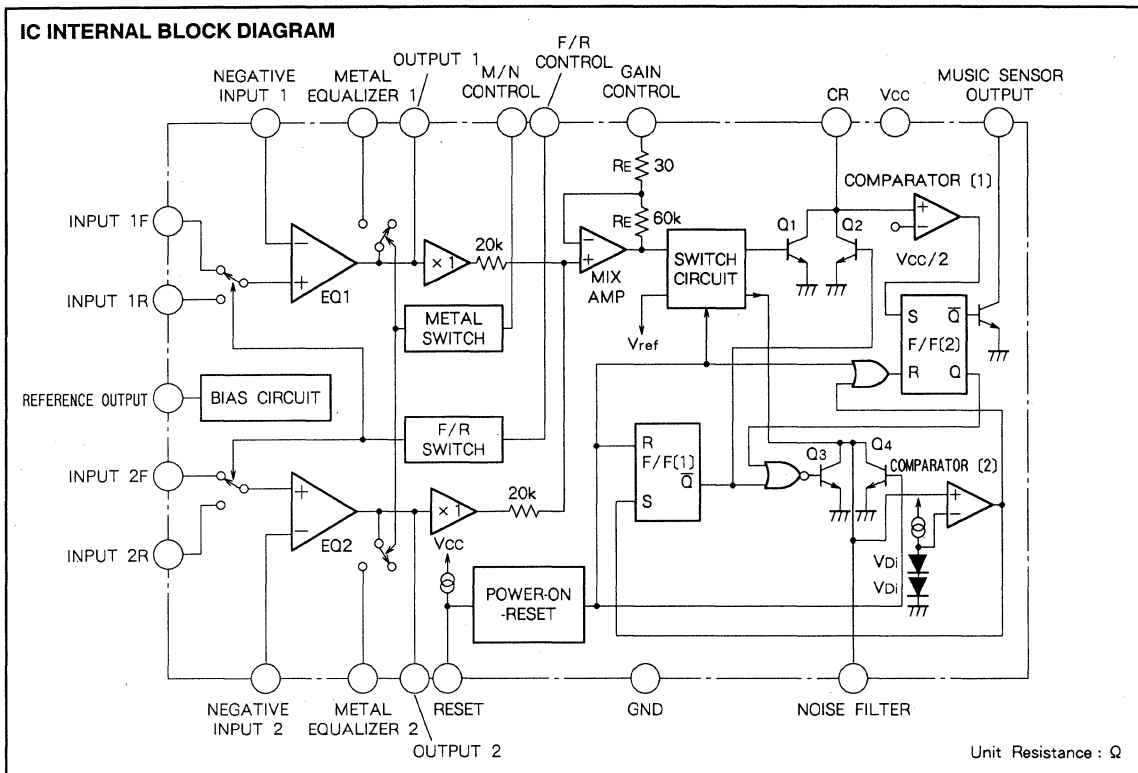 IC INTERNAL BLOCK DIAGRAM
NEGATIVE
INPUT 1
METAL
EQUALIZER 1
OUTPUT 1
M/N
CONTROL
F/R
CONTROL
GAIN
CONTROL
CR
Vcc
MUSIC SENSOR
OUTPUT
RE 30
RE 60k
COMPARATOR (1)
INPUT 1F
INPUT 1R
EQ1
× 1
20k
MIX
AMP
SWITCH
CIRCUIT
Q1
Q2
Vcc/2
METAL
SWITCH
Vref
S Q
F/F(2)
R Q
REFERENCE OUTPUT
BIAS CIRCUIT
F/R
SWITCH
INPUT 2F
INPUT 2R
EQ2
× 1
20k
R
F/F(1)
Q
S
Q3
Q4
COMPARATOR (2)
Vcc
POWER-ON
-RESET
VDi
VDi
NEGATIVE
INPUT 2
METAL
EQUALIZER 2
OUTPUT 2
RESET
GND
NOISE FILTER
Unit Resistance : Ω